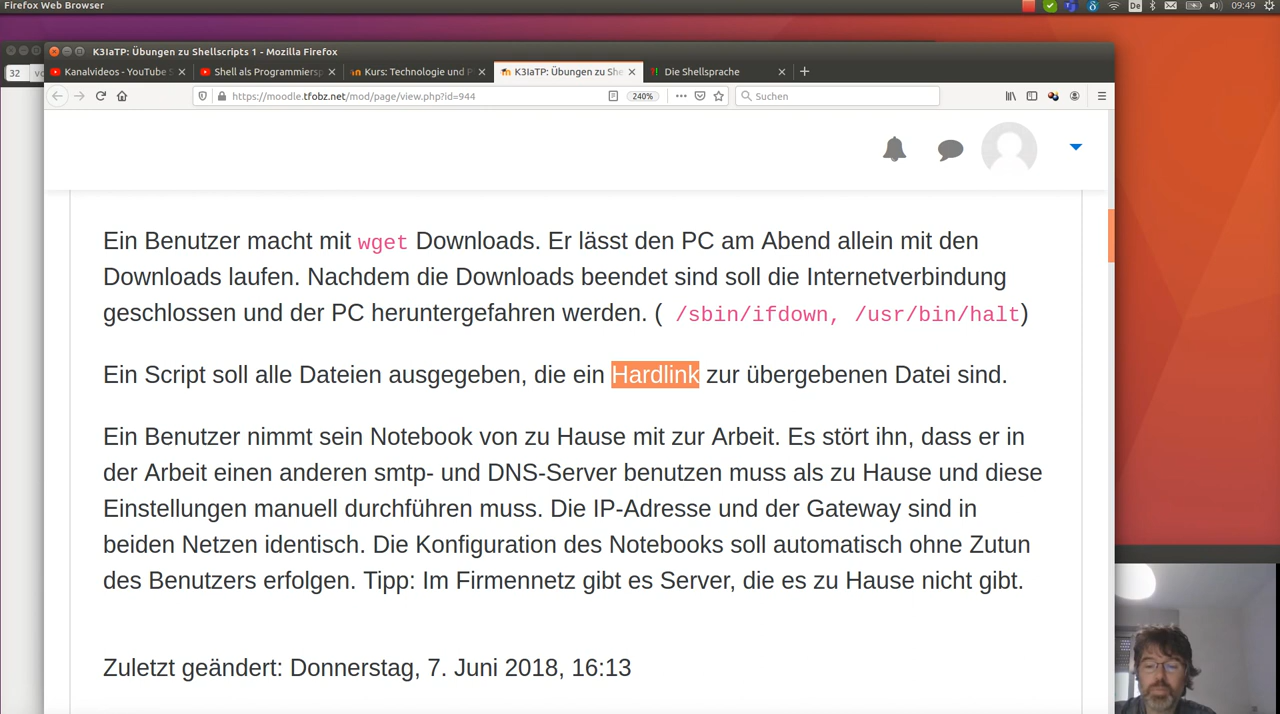 Firefox Web Browser
De
09:49
K3IaTP: Übungen zu Shellscripts 1 - Mozilla Firefox
32
Kanalvideos - YouTube
Shell als Programmiersp
Kurs: Technologie und P
K3IaTP: Übungen zu She
Die Shellsprache
https://moodle.tfobz.net/mod/page/view.php?id=944
240%
Suchen
Ein Benutzer macht mit wget Downloads. Er lässt den PC am Abend allein mit den
Downloads laufen. Nachdem die Downloads beendet sind soll die Internetverbindung
geschlossen und der PC heruntergefahren werden. ( /sbin/ifdown, /usr/bin/halt)
Ein Script soll alle Dateien ausgegeben, die ein Hardlink zur übergebenen Datei sind.
Ein Benutzer nimmt sein Notebook von zu Hause mit zur Arbeit. Es stört ihn, dass er in
der Arbeit einen anderen smtp- und DNS-Server benutzen muss als zu Hause und diese
Einstellungen manuell durchführen muss. Die IP-Adresse und der Gateway sind in
beiden Netzen identisch. Die Konfiguration des Notebooks soll automatisch ohne Zutun
des Benutzers erfolgen. Tipp: Im Firmennetz gibt es Server, die es zu Hause nicht gibt.
Zuletzt geändert: Donnerstag, 7. Juni 2018, 16:13